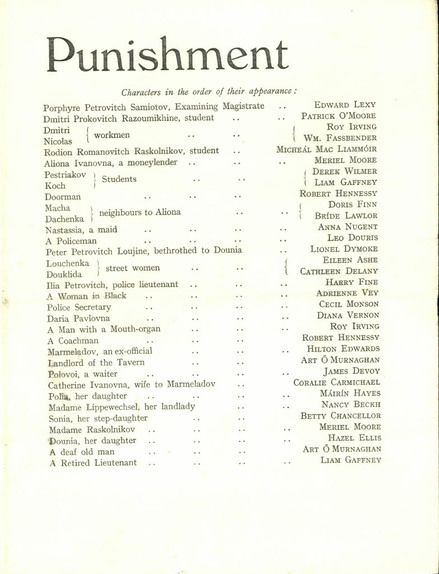 Punishment
Characters in the order of their appearance:
Porphyre Petrovitch Samiotov, Examining Magistrate .. EDWARD LEXY
Dmitri Prokovitch Razoumikhine, student .. PATRICK O'MOORE
Dmitri { workmen .. .. { ROY IRVING
Nicolas WM. FASSBENDER
Rodion Romanovitch Raskolnikov, student .. MICHEÁL MAC LIAMMÓIR
Aliona Ivanovna, a moneylender .. .. .. MERIEL MOORE
Pestriakov } Students .. .. { DEREK WILMER
Koch LIAM GAFFNEY
Doorman .. .. .. .. ROBERT HENNESSY
Macha } neighbours to Aliona .. .. { DORIS FINN
Dachenka BRÍDE LAWLOR
Nastassia, a maid .. .. .. .. ANNA NUGENT
A Policeman .. .. .. .. LEO DOURIS
Peter Petrovitch Loujine, bethrothed to Dounia LIONEL DYMOKE
Louchenka } street women .. .. { EILEEN ASHE
Douklida CATHLEEN DELANY
Ilia Petrovitch, police lieutenant .. .. .. HARRY FINE
A Woman in Black .. .. .. .. ADRIENNE VEY
Police Secretary .. .. .. .. CECIL MONSON
Daria Pavlovna .. .. .. .. DIANA VERNON
A Man with a Mouth-organ .. .. .. ROY IRVING
A Coachman .. .. .. .. ROBERT HENNESSY
Marmeladov, an ex-official .. .. .. HILTON EDWARDS
Landlord of the Tavern .. .. .. ART Ó MURNAGHAN
Polovoi, a waiter .. .. .. .. JAMES DEVOY
Catherine Ivanovna, wife to Marmeladov .. CORALIE CARMICHAEL
Polia, her daughter .. .. .. .. MÁIRÍN HAYES
Madame Lippewechsel, her landlady .. .. NANCY BECKH
Sonia, her step-daughter .. .. .. BETTY CHANCELLOR
Madame Raskolnikov .. .. .. .. MERIEL MOORE
Dounia, her daughter .. .. .. .. HAZEL ELLIS
A deaf old man .. .. .. .. ART Ó MURNAGHAN
A Retired Lieutenant .. .. .. .. LIAM GAFFNEY